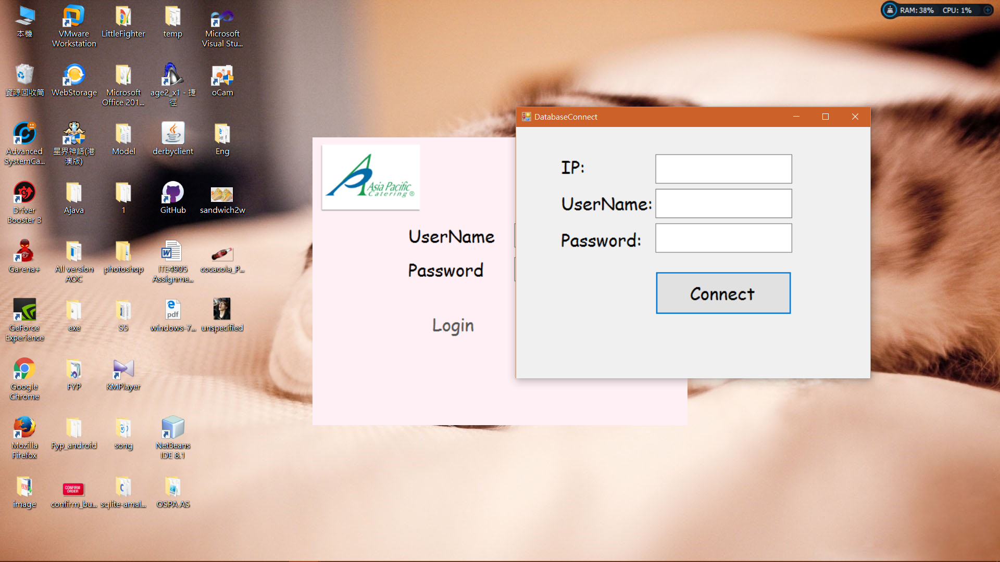 本機
VMware
Workstation
LittleFighter
temp
Microsoft
Visual Stu...
RAM: 38% CPU: 1%
資源回收筒
WebStorage
Microsoft
Office 201...
age2_x1 - 捷
徑
oCam
Advanced
SystemCa...
星界神話(港
澳版)
Model
derbyclient
Eng
Driver
Booster 3
Ajava
1
GitHub
sandwich2w
Garena+
All version
AOC
photoshop
ITE4905
Assignme...
cocacola_P...
GeForce
Experience
exe
S5
pdf
windows-7...
unspecified
Google
Chrome
FYP
KMPlayer
Mozilla
Firefox
Fyp_android
song
NetBeans
IDE 8.1
image
CONFIRM
ORDER
confirm_bu...
sqlite-amal...
OSPA AS
Asia Pacific
Catering ®
UserName
Password
Login
DatabaseConnect
IP:
UserName:
Password:
Connect